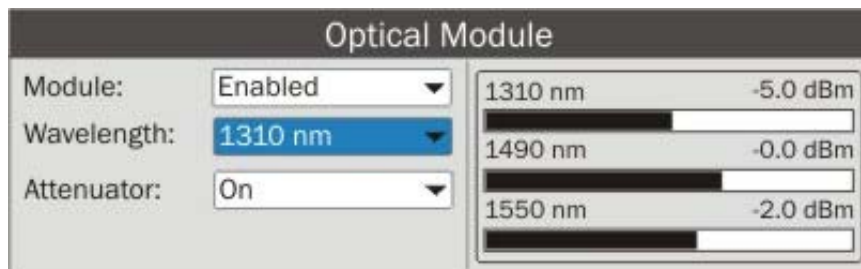 Optical Module
Module: Enabled
Wavelength: 1310 nm
Attenuator: On
1310 nm -5.0 dBm
1490 nm -0.0 dBm
1550 nm -2.0 dBm